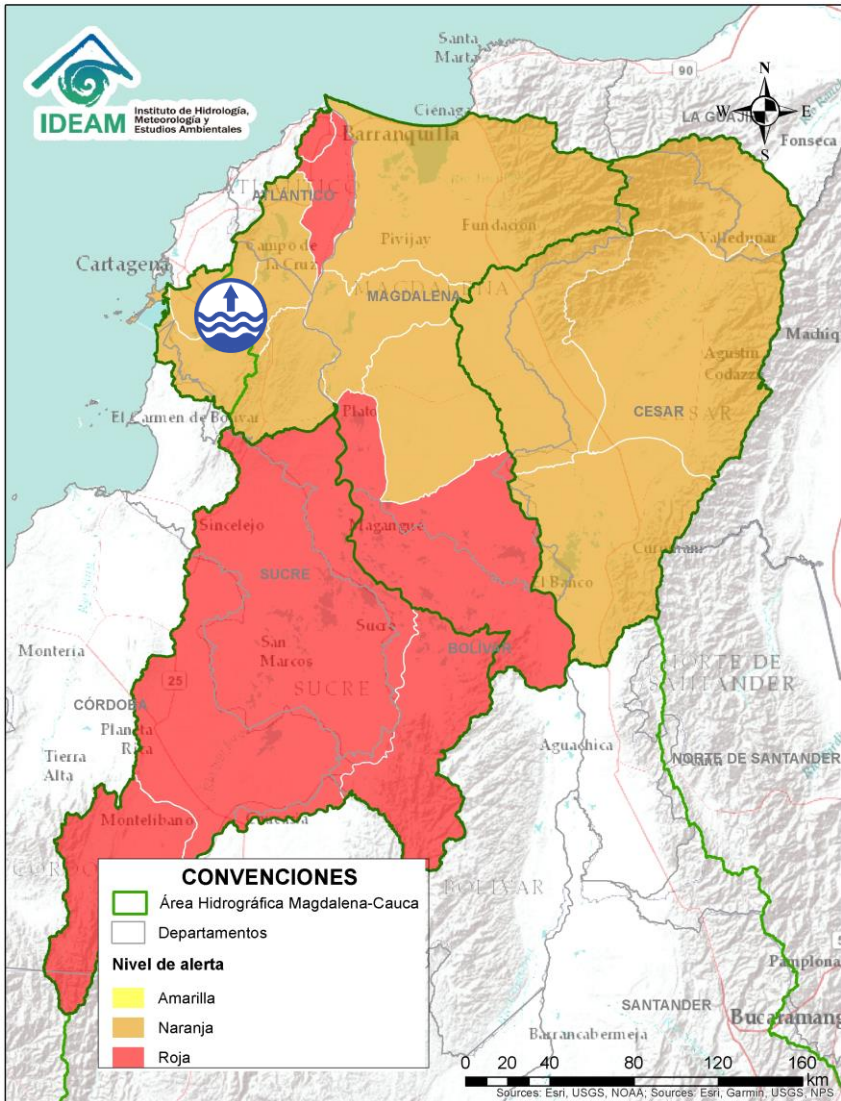 IDEAM
Instituto de Hidrología,
Meteorología y
Estudios Ambientales
Santa
Marta
90
N
W
E
S
LA GUAJI
Fonseca
Ciénaga
Barranquilla
ATLÁNTICO
Campo de
la Cruz
Pivijay
Fundación
Valledupar
Cartagena
MAGDALENA
Machiq
Agustín
Codazzi
CESAR
El Carmen de Bolívar
Plato
Sincelejo
Magangue
SUCRE
El Banco
Sucre
San
Marcos
BOLÍVAR
SUCRE
Montería
25
CÓRDOBA
Planeta
Rica
Tierra
Alta
NORTE DE
SANTANDER
Aguachica
NORTE DE SANTANDER
Montelíbano
BOLÍVAR
CONVENCIONES
Área Hidrográfica Magdalena-Cauca
Departamentos
Nivel de alerta
Amarilla
Naranja
Roja
Pamplona
SANTANDER
Bucaramang
Barrancabermeja
0 20 40 80 120 160
km
Sources: Esri, USGS, NOAA; Sources: Esri, Garmin, USGS, NPS